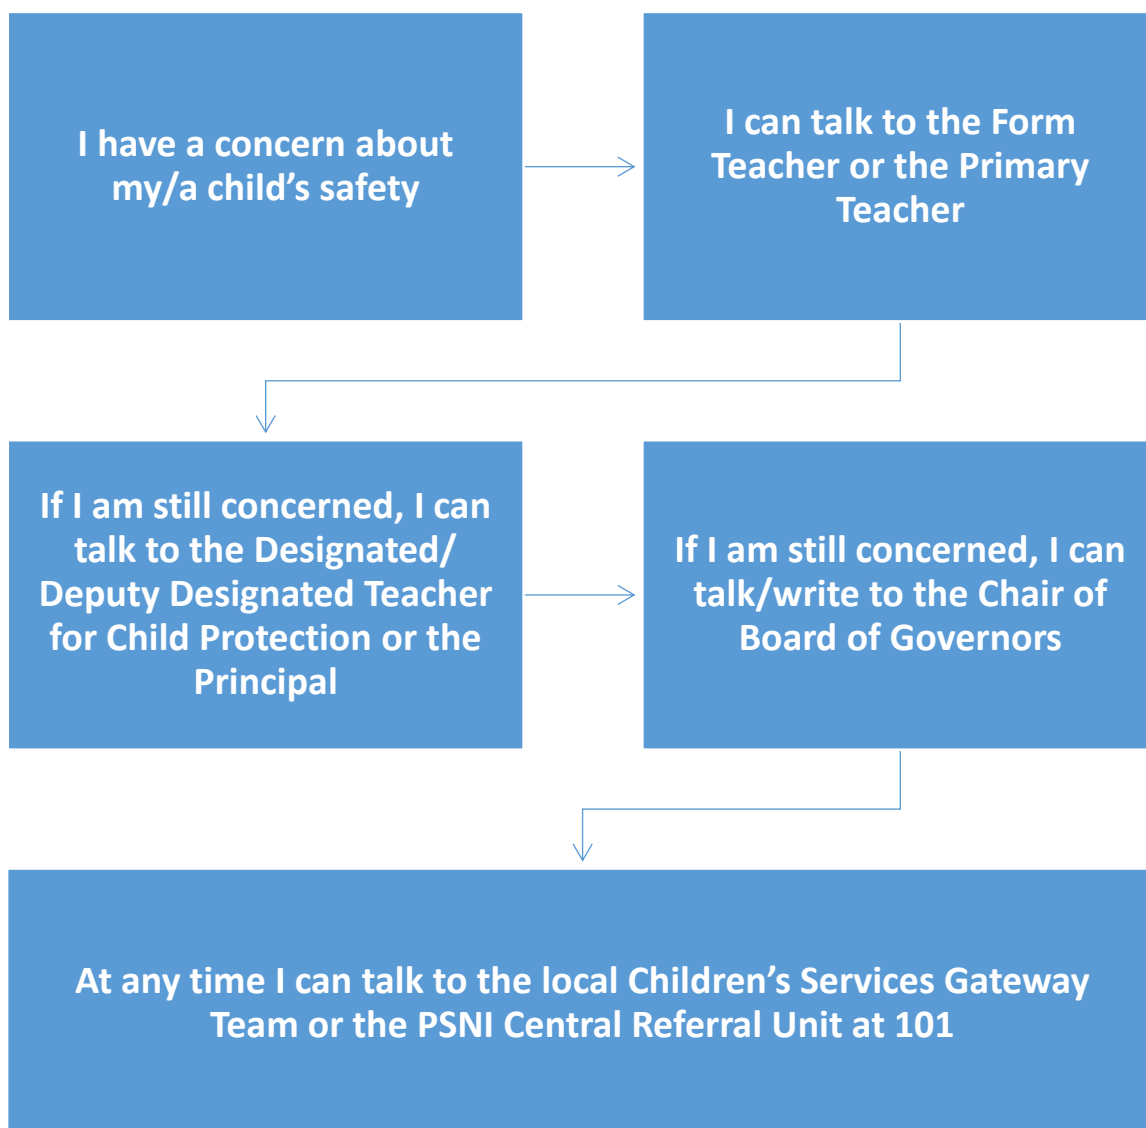 I have a concern about
my/a child’s safety
I can talk to the Form
Teacher or the Primary
Teacher
If I am still concerned, I can
talk to the Designated/
Deputy Designated Teacher
for Child Protection or the
Principal
If I am still concerned, I can
talk/write to the Chair of
Board of Governors
At any time I can talk to the local Children’s Services Gateway
Team or the PSNI Central Referral Unit at 101